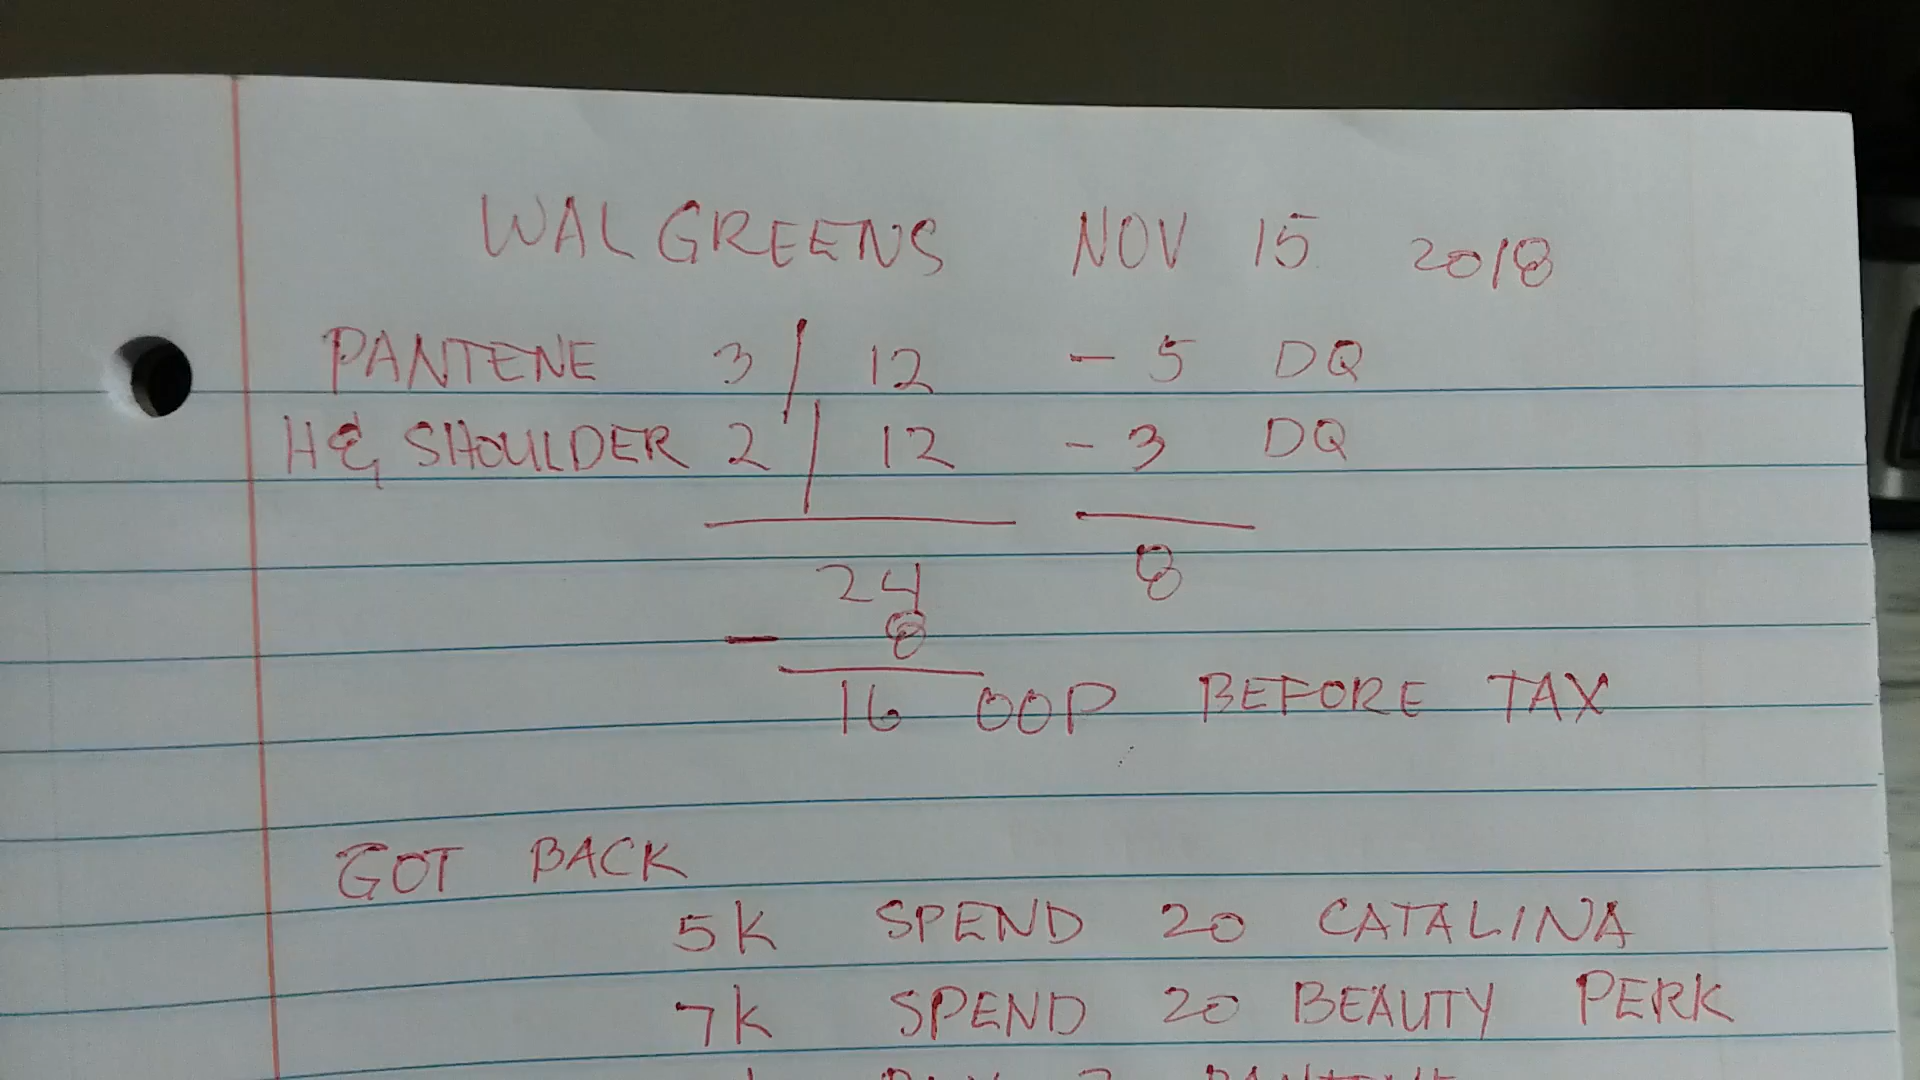 WALGREENS NOV 15 2018
PANTENE 3/12 - 5 DQ
H& SHOULDER 2/12 - 3 DQ
24 8
- 8
16 OOP BEFORE TAX
GOT BACK
5K SPEND 20 CATALINA
7K SPEND 20 BEAUTY PERK